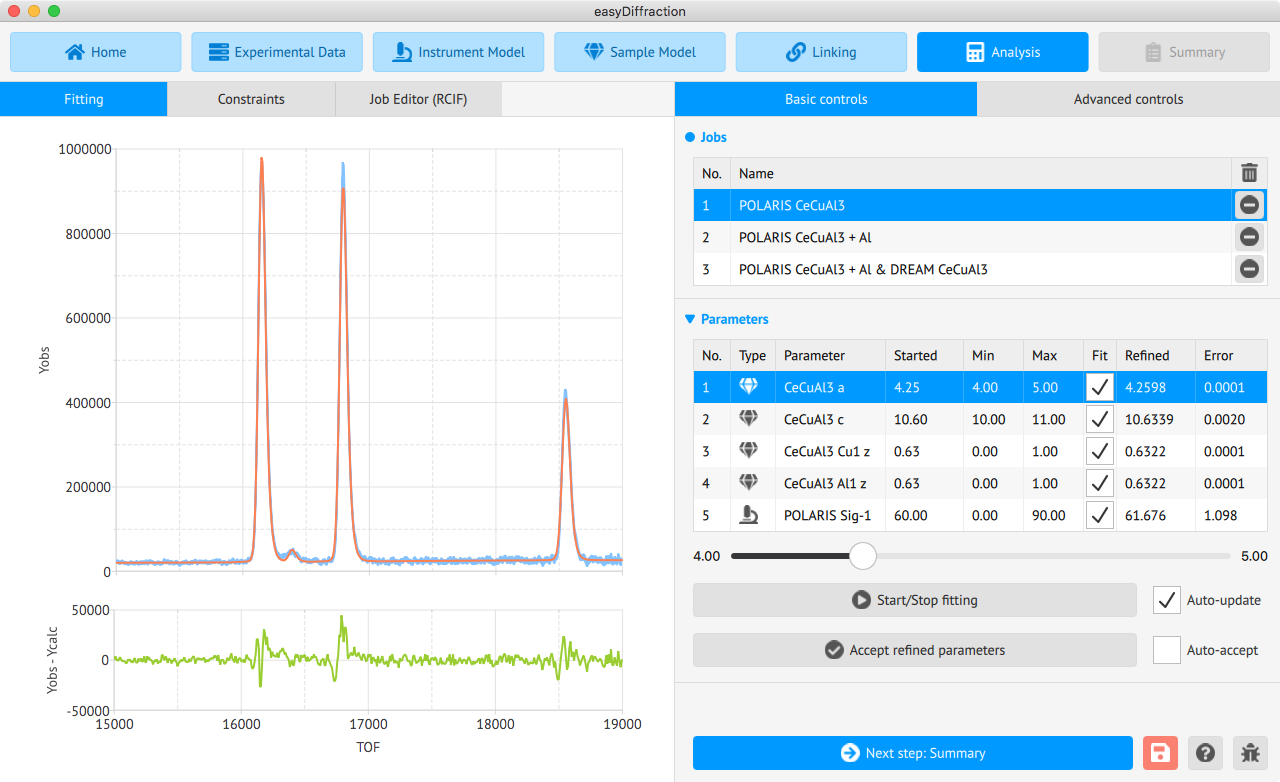 easyDiffraction
Home Experimental Data Instrument Model Sample Model Linking Analysis Summary
Fitting Constraints Job Editor (RCIF) Basic controls Advanced controls
Jobs
No. Name
1 POLARIS CeCuAl3
2 POLARIS CeCuAl3 + Al
3 POLARIS CeCuAl3 + Al & DREAM CeCuAl3
Parameters
No. Type Parameter Started Min Max Fit Refined Error
1 CeCuAl3 a 4.25 4.00 5.00 4.2598 0.0001
2 CeCuAl3 c 10.60 10.00 11.00 10.6339 0.0020
3 CeCuAl3 Cu1 z 0.63 0.00 1.00 0.6322 0.0001
4 CeCuAl3 Al1 z 0.63 0.00 1.00 0.6322 0.0001
5 POLARIS Sig-1 60.00 0.00 90.00 61.676 1.098
4.00 5.00
Start/Stop fitting Auto-update
Accept refined parameters Auto-accept
Next step: Summary
1000000
800000
600000
400000
200000
0
Yobs
50000
0
-50000
Yobs - Ycalc
15000 16000 17000 18000 19000
TOF